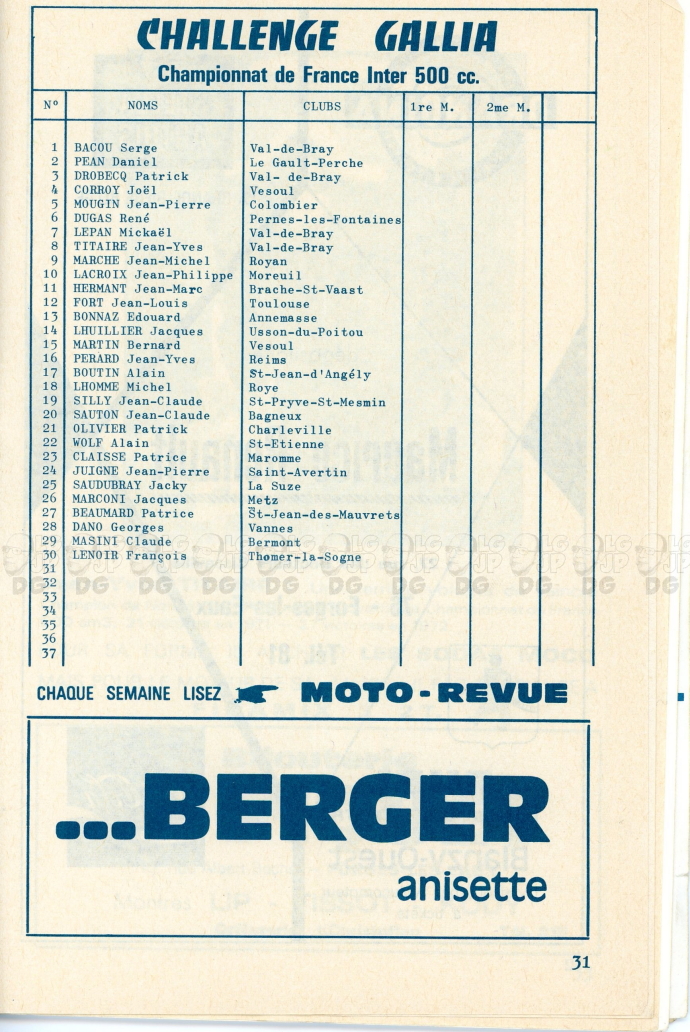 CHALLENGE GALLIA
Championnat de France Inter 500 cc.
N° NOMS CLUBS 1re M. 2me M.
1 BACOU Serge Val-de-Bray
2 PEAN Daniel Le Gault-Perche
3 DROBECQ Patrick Val- de-Bray
4 CORROY Joël Vesoul
5 MOUGIN Jean-Pierre Colombier
6 DUGAS René Pernes-les-Fontaines
7 LEPAN Mickaël Val-de-Bray
8 TITAIRE Jean-Yves Val-de-Bray
9 MARCHE Jean-Michel Royan
10 LACROIX Jean-Philippe Moreuil
11 HERMANT Jean-Marc Brache-St-Vaast
12 FORT Jean-Louis Toulouse
13 BONNAZ Edouard Annemasse
14 LHUILLIER Jacques Usson-du-Poitou
15 MARTIN Bernard Vesoul
16 PERARD Jean-Yves Reims
17 BOUTIN Alain St-Jean-d'Angély
18 LHOMME Michel Roye
19 SILLY Jean-Claude St-Pryve-St-Mesmin
20 SAUTON Jean-Claude Bagneux
21 OLIVIER Patrick Charleville
22 WOLF Alain St-Etienne
23 CLAISSE Patrice Maromme
24 JUIGNE Jean-Pierre Saint-Avertin
25 SAUDUBRAY Jacky La Suze
26 MARCONI Jacques Metz
27 BEAUMARD Patrice St-Jean-des-Mauvrets
28 DANO Georges Vannes
29 MASINI Claude Bermont
30 LENOIR François Thomer-la-Sogne
31
32
33
34
35
36
37
CHAQUE SEMAINE LISEZ MOTO-REVUE
...BERGER
anisette
31